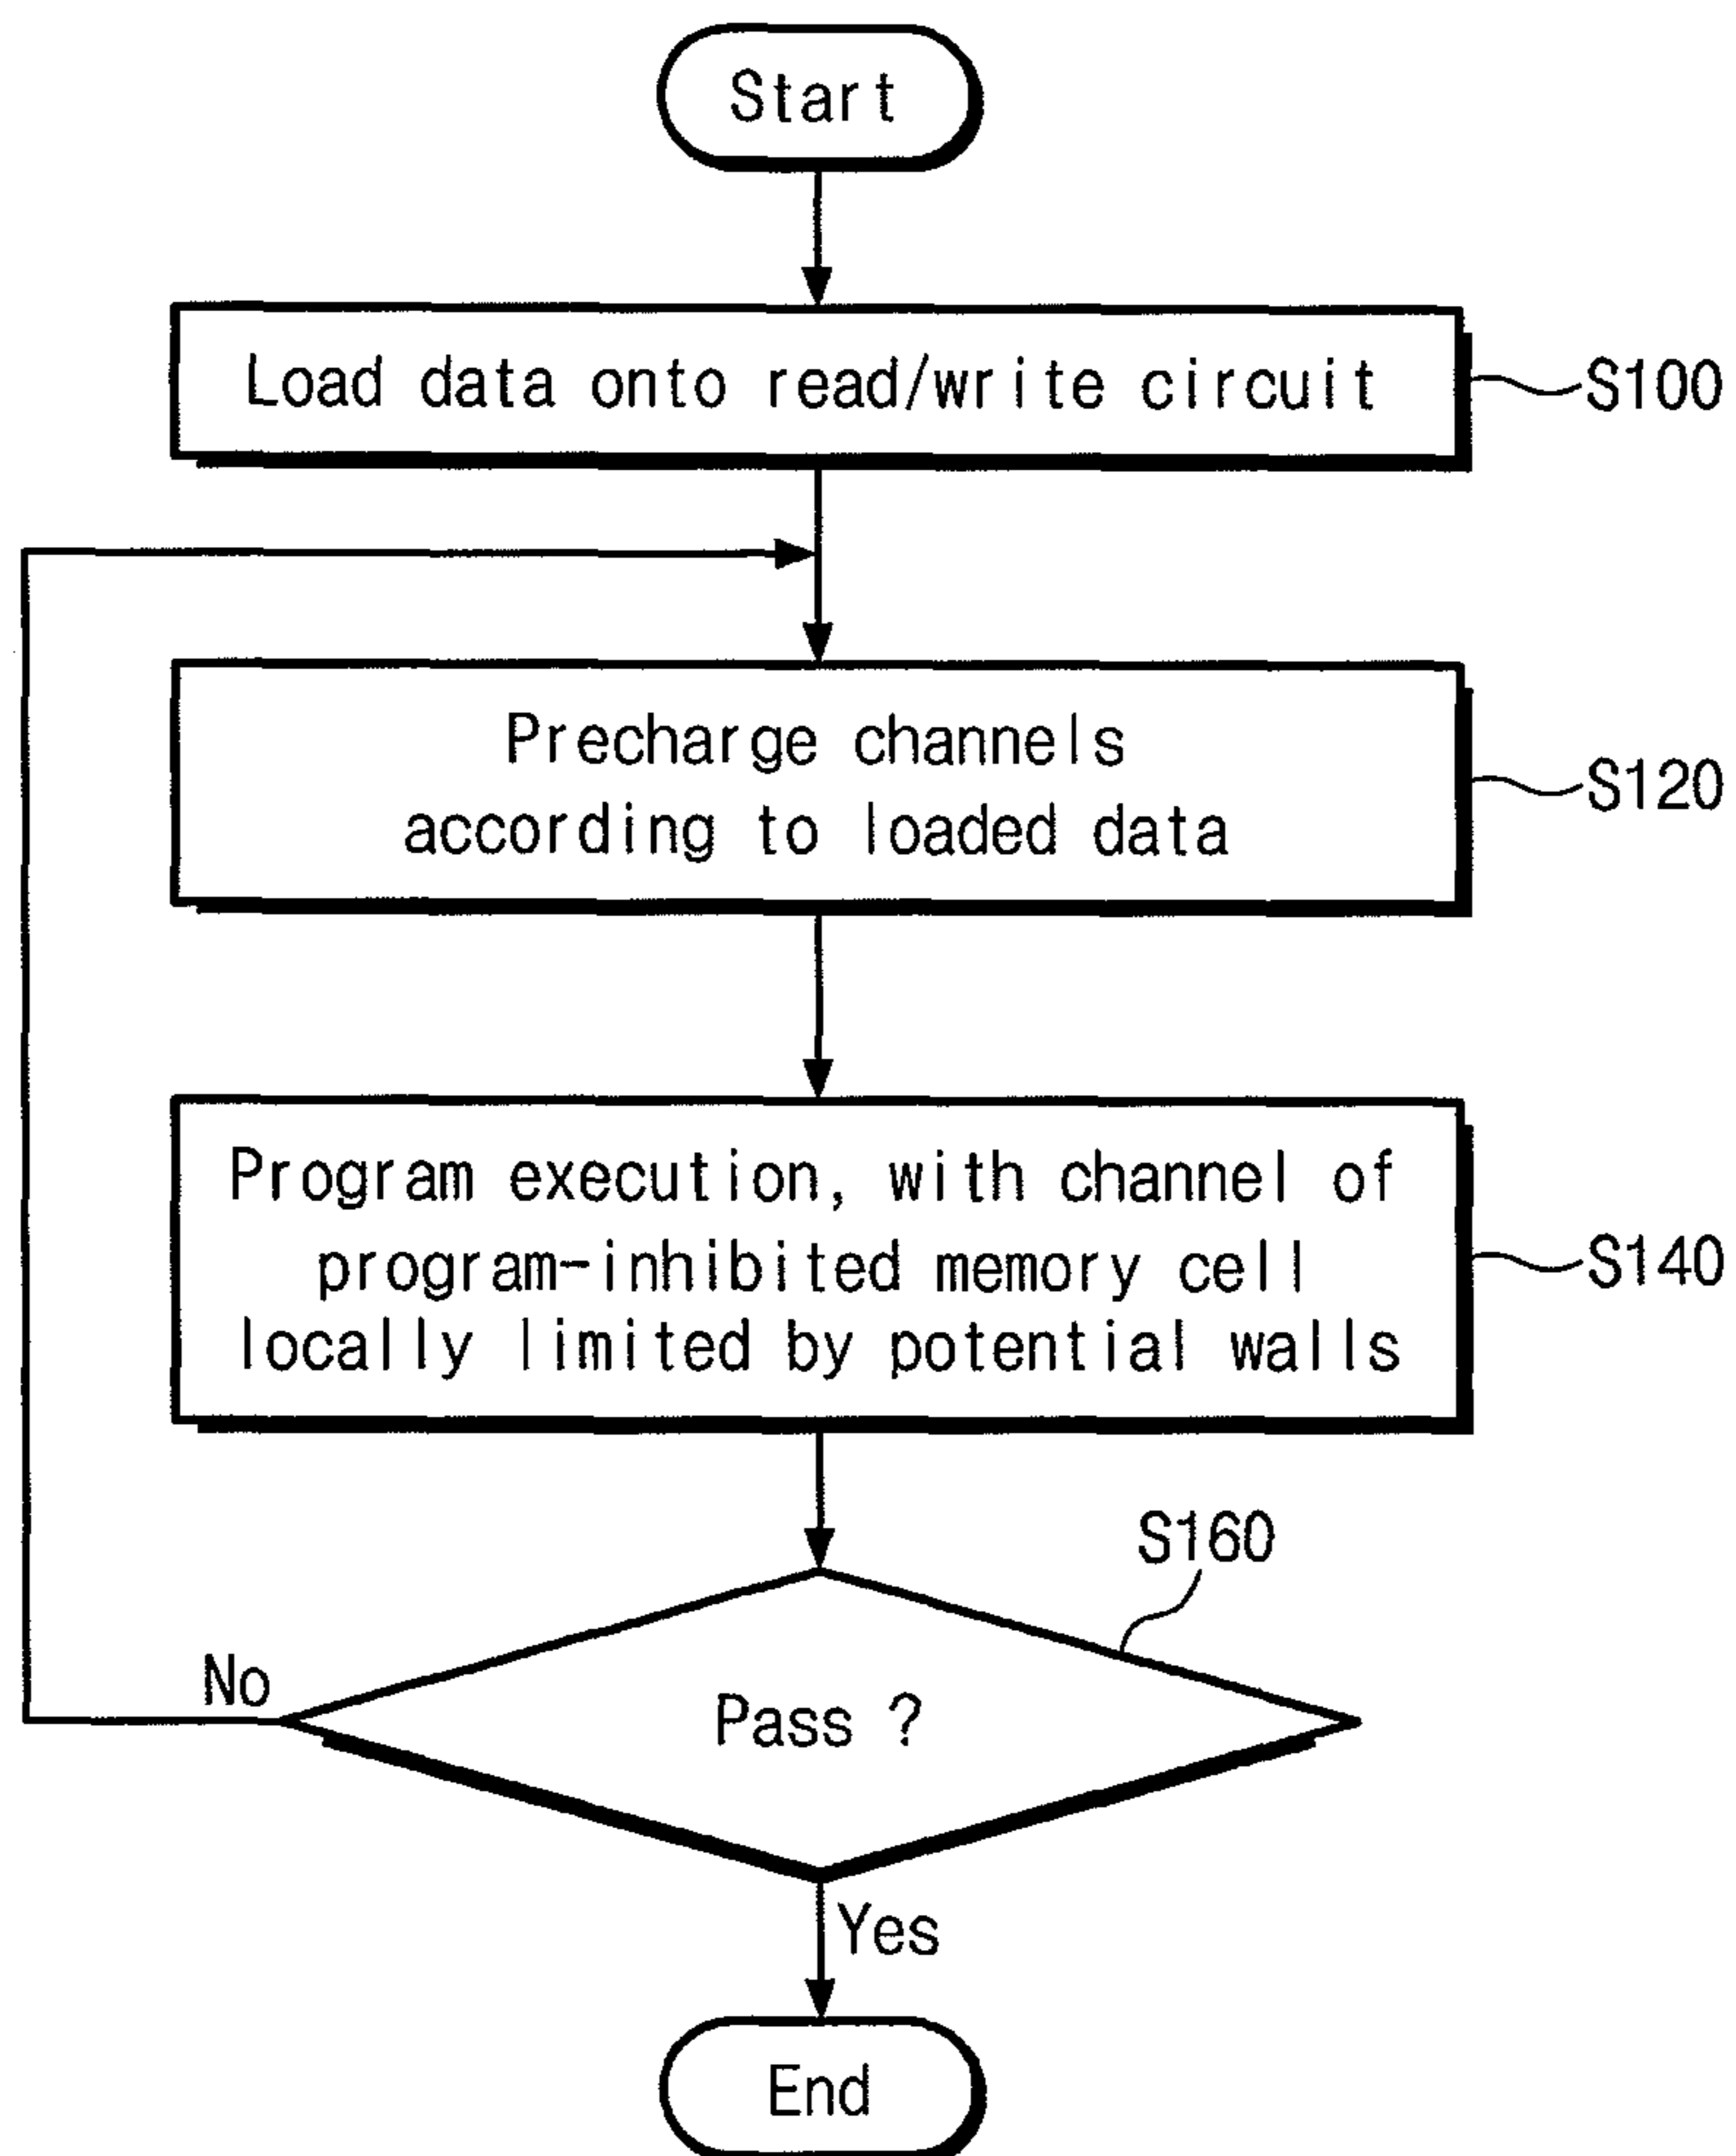 Start
Load data onto read/write circuit
S100
Precharge channels
according to loaded data
S120
Program execution, with channel of
program-inhibited memory cell
locally limited by potential walls
S140
S160
No
Pass ?
Yes
End